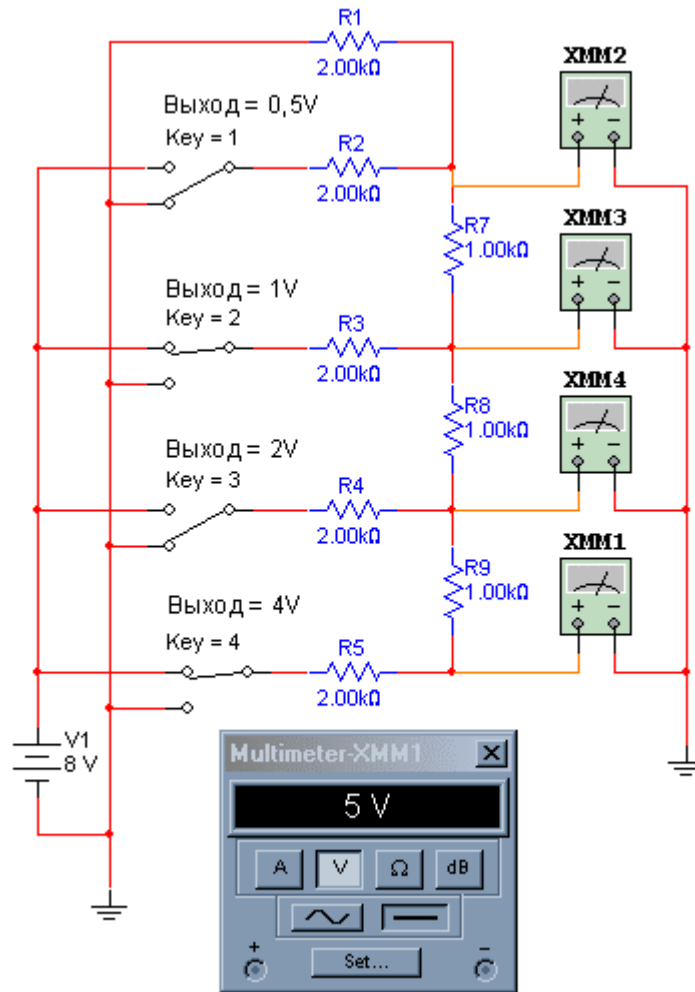 R1
2.00kΩ
XMM2
+ −
Выход = 0,5V
Key = 1
R2
2.00kΩ
XMM3
+ −
R7
1.00kΩ
Выход = 1V
Key = 2
R3
2.00kΩ
XMM4
+ −
R8
1.00kΩ
Выход = 2V
Key = 3
R4
2.00kΩ
XMM1
+ −
R9
1.00kΩ
Выход = 4V
Key = 4
R5
2.00kΩ
V1
8 V
Multimeter-XMM1 X
5 V
A V Ω dB
+ Set... −